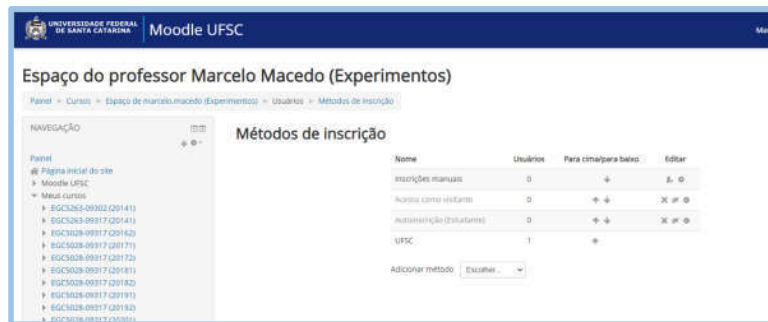 UNIVERSIDADE FEDERAL
DE SANTA CATARINA
Moodle UFSC
Espaço do professor Marcelo Macedo (Experimentos)
Painel Cursos Espaço de marcelo.macedo (Experimentos) Usuários Métodos de inscrição
NAVEGAÇÃO
Painel
Página inicial do site
Moodle UFSC
Meus cursos
EGC5263-09302 (20141)
EGC5263-09317 (20141)
EGC5028-09317 (20162)
EGC5028-09317 (20171)
EGC5028-09317 (20172)
EGC5028-09317 (20181)
EGC5028-09317 (20182)
EGC5028-09317 (20191)
EGC5028-09317 (20192)
Métodos de inscrição
Nome Usuários Para cima/para baixo Editar
Inscrições manuais 0
Acesso como visitante 0
Autoinscrição (Estudante) 0
UFSC 1
Adicionar método Escolher...